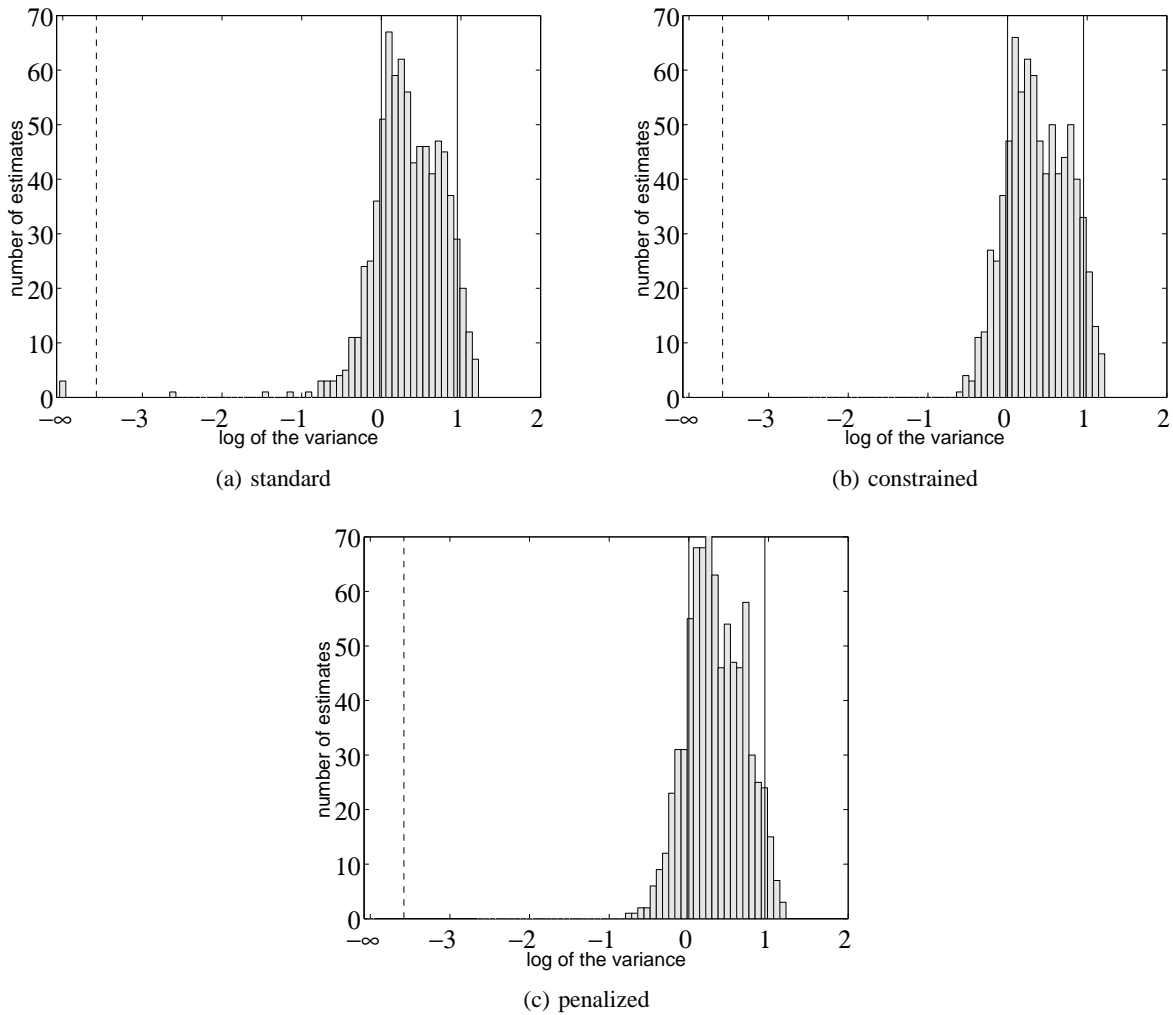 70
60
50
40
30
20
10
0
number of estimates
−∞ −3 −2 −1 0 1 2
log of the variance
(a) standard
70
60
50
40
30
20
10
0
number of estimates
−∞ −3 −2 −1 0 1 2
log of the variance
(b) constrained
70
60
50
40
30
20
10
0
number of estimates
−∞ −3 −2 −1 0 1 2
log of the variance
(c) penalized